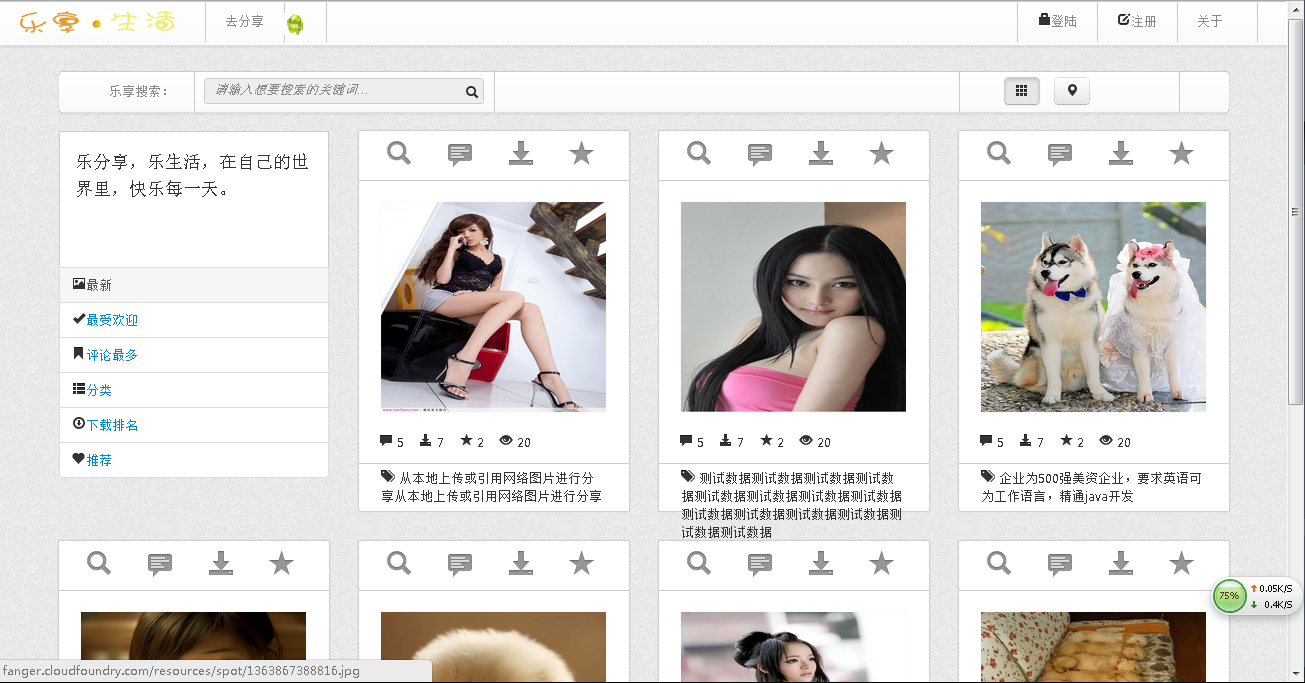 乐享·生活
去分享
登陆
注册
关于
乐享搜索：
请输入想要搜索的关键词...
乐分享，乐生活，在自己的世
界里，快乐每一天。
最新
最受欢迎
评论最多
分类
下载排名
推荐
5 7 2 20
从本地上传或引用网络图片进行分
享从本地上传或引用网络图片进行分享
5 7 2 20
测试数据测试数据测试数据测试数
据测试数据测试数据测试数据测试数据
测试数据测试数据测试数据测试数据测
试数据测试数据
5 7 2 20
企业为500强美资企业，要求英语可
为工作语言，精通java开发
75%
0.05K/S
0.4K/S
fanger.cloudfoundry.com/resources/spot/1363867388816.jpg